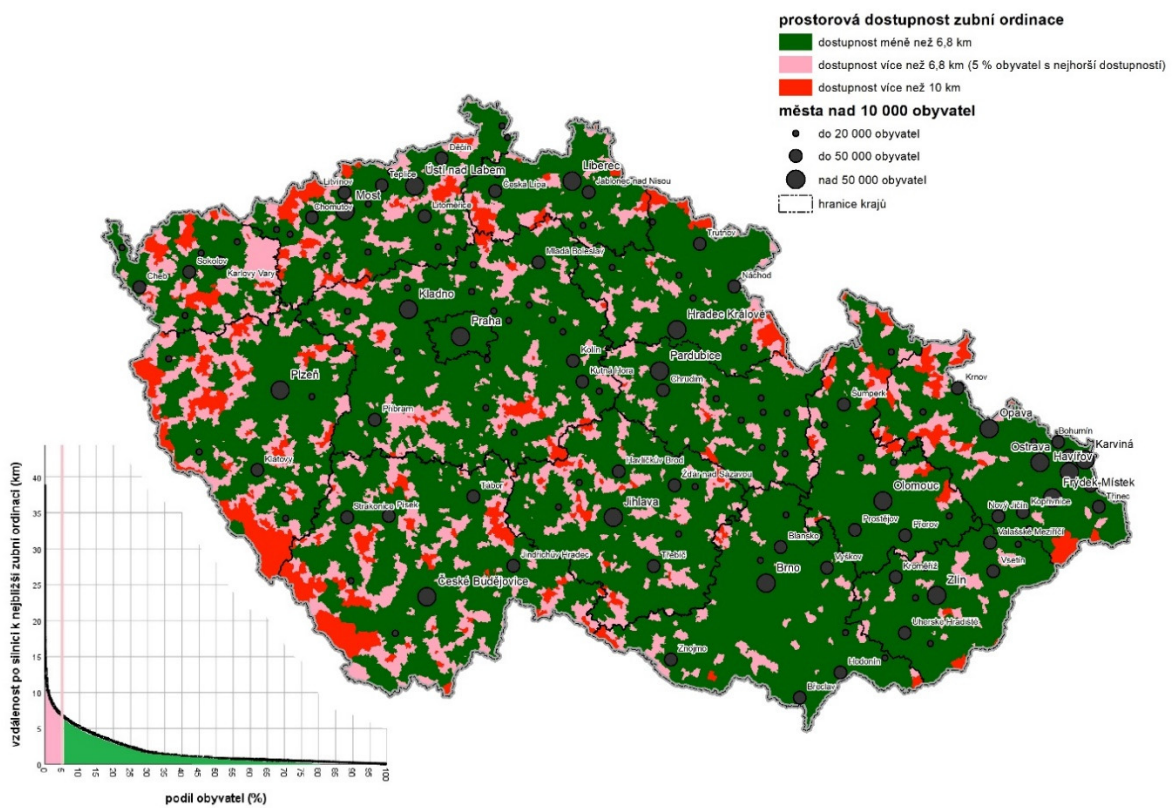 prostorová dostupnost zubní ordinace
dostupnost méně než 6,8 km
dostupnost více než 6,8 km (5 % obyvatel s nejhorší dostupností)
dostupnost více než 10 km
města nad 10 000 obyvatel
do 20 000 obyvatel
do 50 000 obyvatel
nad 50 000 obyvatel
hranice krajů
Děčín
Ústí nad Labem
Teplice
Litvínov
Most
Chomutov
Litoměřice
Česká Lípa
Liberec
Jablonec nad Nisou
Trutnov
Náchod
Mladá Boleslav
Sokolov
Karlovy Vary
Cheb
Kladno
Praha
Hradec Králové
Pardubice
Kolín
Kutná Hora
Chrudim
Plzeň
Příbram
Klatovy
Šumperk
Krnov
Opava
Bohumín
Ostrava
Karviná
Havířov
Frýdek-Místek
Třinec
Kopřivnice
Nový Jičín
Valašské Meziříčí
Vsetín
Havlíčkův Brod
Žďár nad Sázavou
Tábor
Strakonice
Písek
Jihlava
Olomouc
Prostějov
Přerov
Blansko
Vyškov
Jindřichův Hradec
Třebíč
Brno
Kroměříž
Zlín
České Budějovice
Uherské Hradiště
Znojmo
Hodonín
Břeclav
vzdálenost po silnici k nejbližší zubní ordinaci (km)
40
35
30
25
20
15
10
5
0
0 5 10 15 20 25 30 35 40 45 50 55 60 65 70 75 80 85 90 95 100
podíl obyvatel (%)